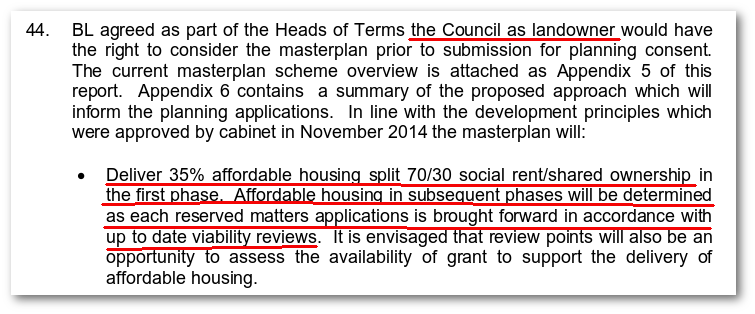 44. BL agreed as part of the Heads of Terms the Council as landowner would have
the right to consider the masterplan prior to submission for planning consent.
The current masterplan scheme overview is attached as Appendix 5 of this
report. Appendix 6 contains a summary of the proposed approach which will
inform the planning applications. In line with the development principles which
were approved by cabinet in November 2014 the masterplan will:
• Deliver 35% affordable housing split 70/30 social rent/shared ownership in
the first phase. Affordable housing in subsequent phases will be determined
as each reserved matters applications is brought forward in accordance with
up to date viability reviews. It is envisaged that review points will also be an
opportunity to assess the availability of grant to support the delivery of
affordable housing.